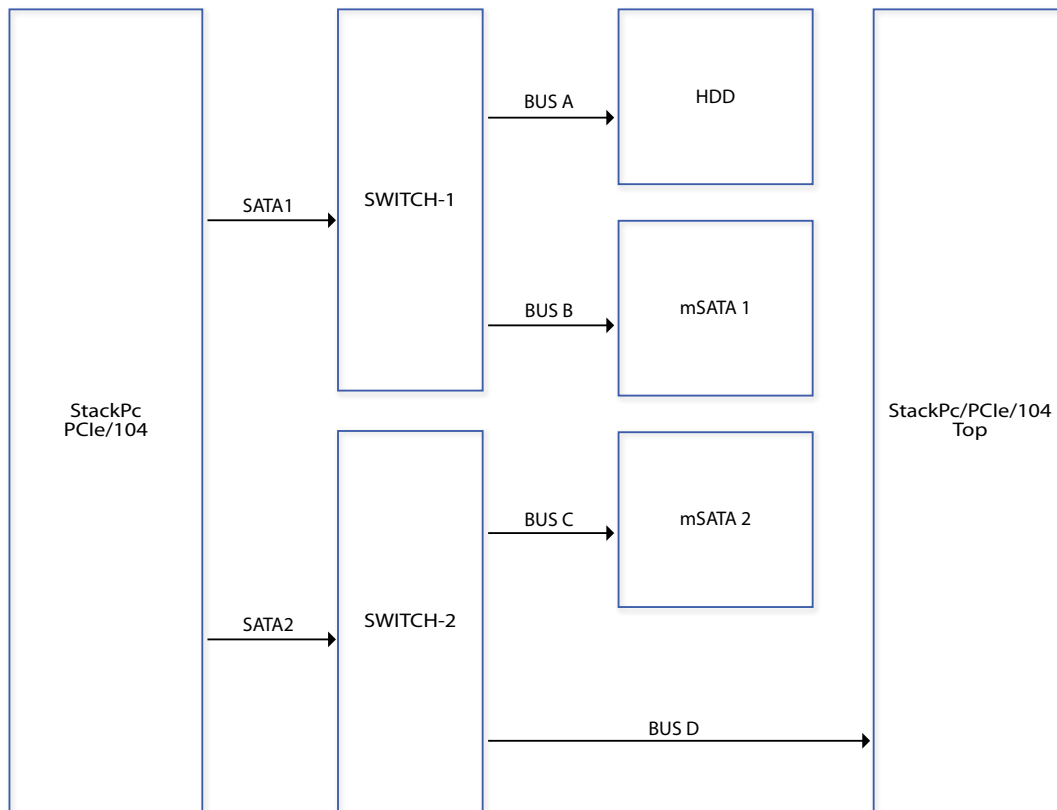 StackPc
PCIe/104
SATA1
SWITCH-1
BUS A
HDD
BUS B
mSATA 1
SATA2
SWITCH-2
BUS C
mSATA 2
BUS D
StackPc/PCIe/104
Top